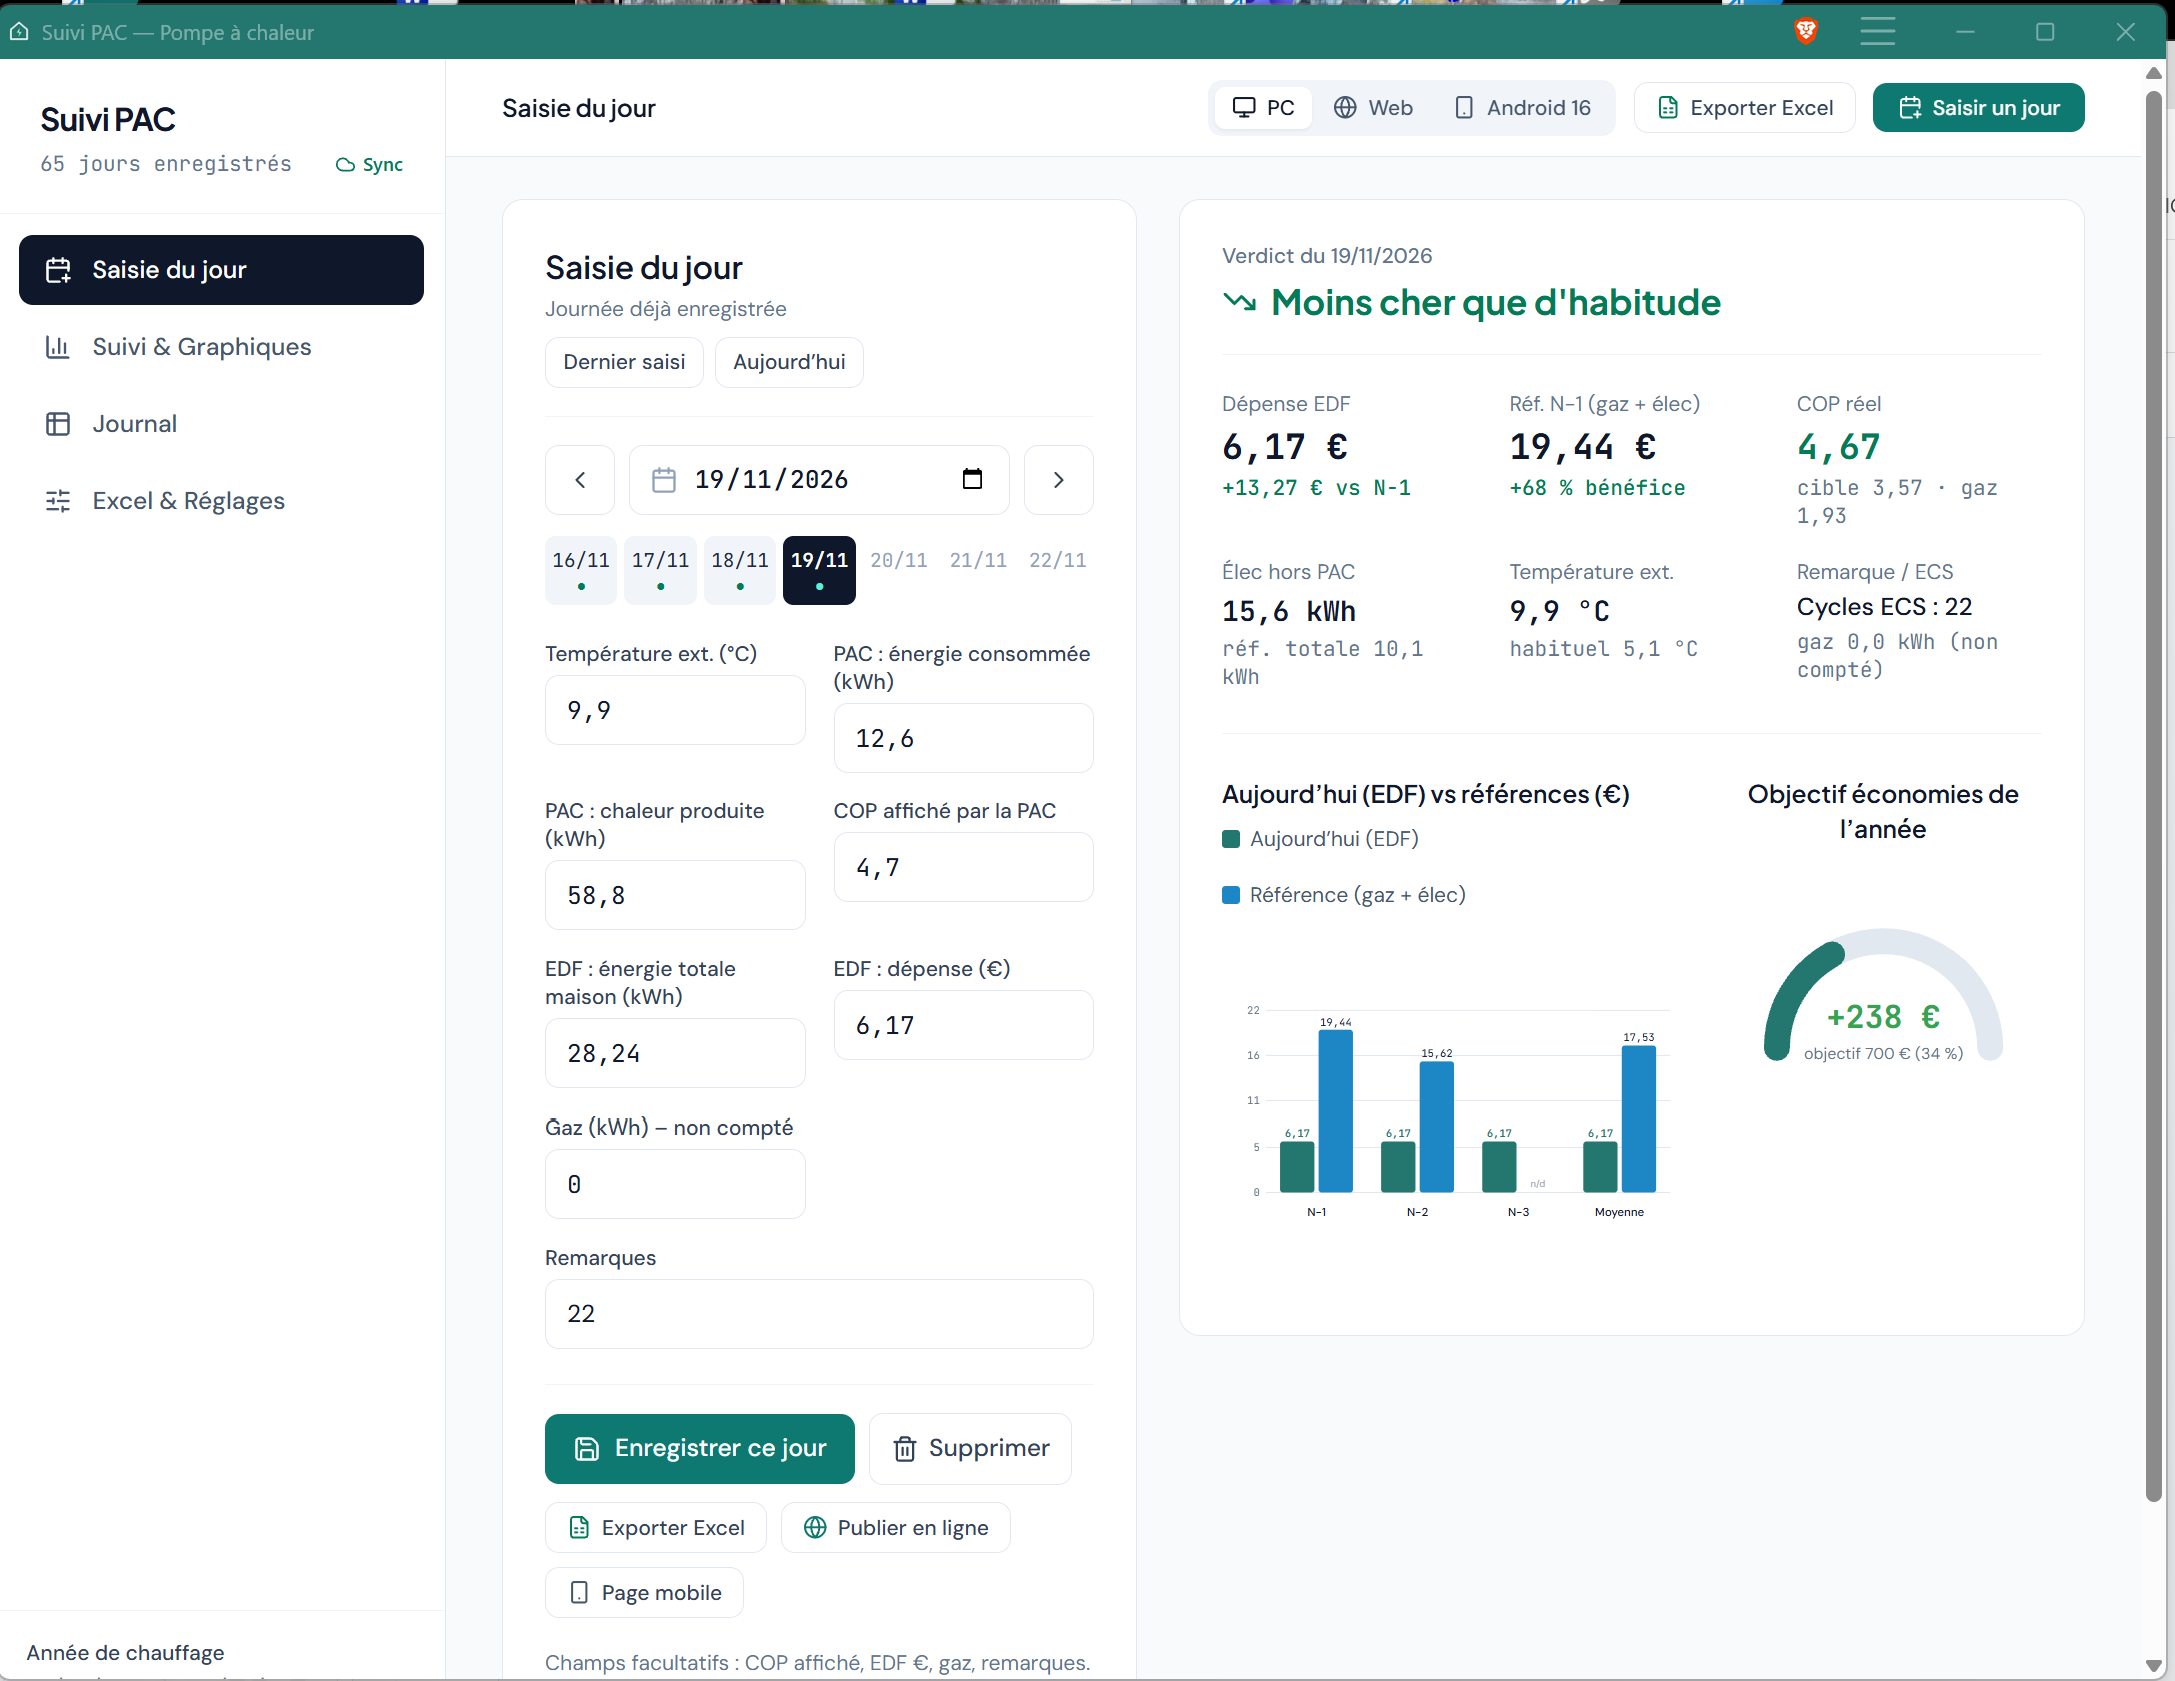 Suivi PAC — Pompe à chaleur
Suivi PAC
65 jours enregistrés
Sync
Saisie du jour
Suivi & Graphiques
Journal
Excel & Réglages
Année de chauffage
Saisie du jour
PC
Web
Android 16
Exporter Excel
Saisir un jour
Saisie du jour
Journée déjà enregistrée
Dernier saisi
Aujourd’hui
19/11/2026
16/11
17/11
18/11
19/11
20/11
21/11
22/11
Température ext. (°C)
9,9
PAC : énergie consommée
(kWh)
12,6
PAC : chaleur produite
(kWh)
58,8
COP affiché par la PAC
4,7
EDF : énergie totale
maison (kWh)
28,24
EDF : dépense (€)
6,17
Gaz (kWh) – non compté
0
Remarques
22
Enregistrer ce jour
Supprimer
Exporter Excel
Publier en ligne
Page mobile
Champs facultatifs : COP affiché, EDF €, gaz, remarques.
Verdict du 19/11/2026
Moins cher que d'habitude
Dépense EDF
6,17 €
+13,27 € vs N-1
Réf. N-1 (gaz + élec)
19,44 €
+68 % bénéfice
COP réel
4,67
cible 3,57 · gaz
1,93
Élec hors PAC
15,6 kWh
réf. totale 10,1
kWh
Température ext.
9,9 °C
habituel 5,1 °C
Remarque / ECS
Cycles ECS : 22
gaz 0,0 kWh (non
compté)
Aujourd’hui (EDF) vs références (€)
Aujourd’hui (EDF)
Référence (gaz + élec)
22
16
11
5
0
6,17
19,44
6,17
15,62
6,17
n/d
6,17
17,53
N-1
N-2
N-3
Moyenne
Objectif économies de
l’année
+238 €
objectif 700 € (34 %)